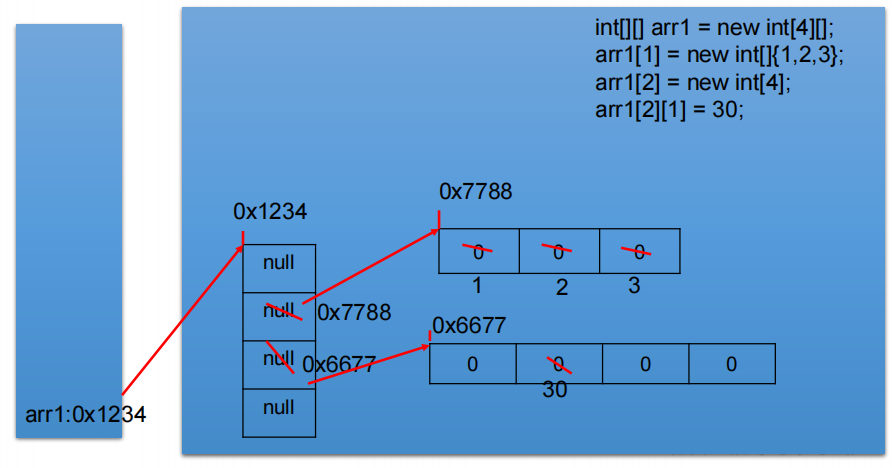 int[][] arr1 = new int[4][];
arr1[1] = new int[]{1,2,3};
arr1[2] = new int[4];
arr1[2][1] = 30;
0x7788
0x1234
0 0 0
null
1 2 3
null 0x7788
0x6677
null 0x6677
0 0 0 0
30
null
arr1:0x1234